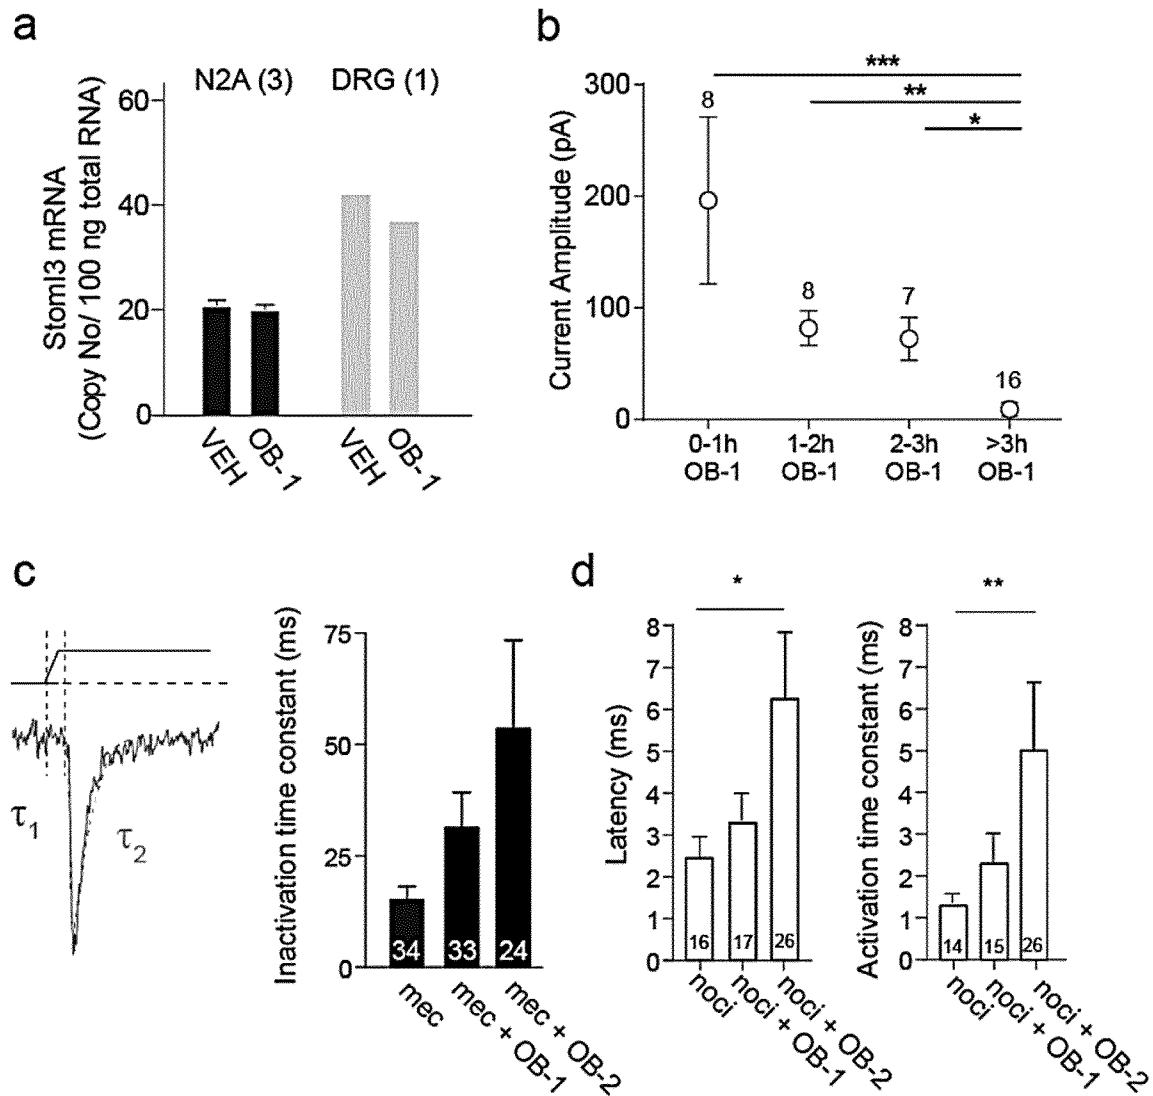 a
N2A (3) DRG (1)
Stoml3 mRNA
(Copy No/ 100 ng total RNA)
60
40
20
0
VEH
OB-1
VEH
OB-1
b
Current Amplitude (pA)
300
200
100
0
***
**
*
8
8
7
16
0-1h 1-2h 2-3h >3h
OB-1 OB-1 OB-1 OB-1
c
τ1
τ2
Inactivation time constant (ms)
75
50
25
0
34 33 24
mec
mec + OB-1
mec + OB-2
d
*
Latency (ms)
8
7
6
5
4
3
2
1
0
16 17 26
noci
noci + OB-1
noci + OB-2
**
Activation time constant (ms)
8
7
6
5
4
3
2
1
0
14 15 26
noci
noci + OB-1
noci + OB-2